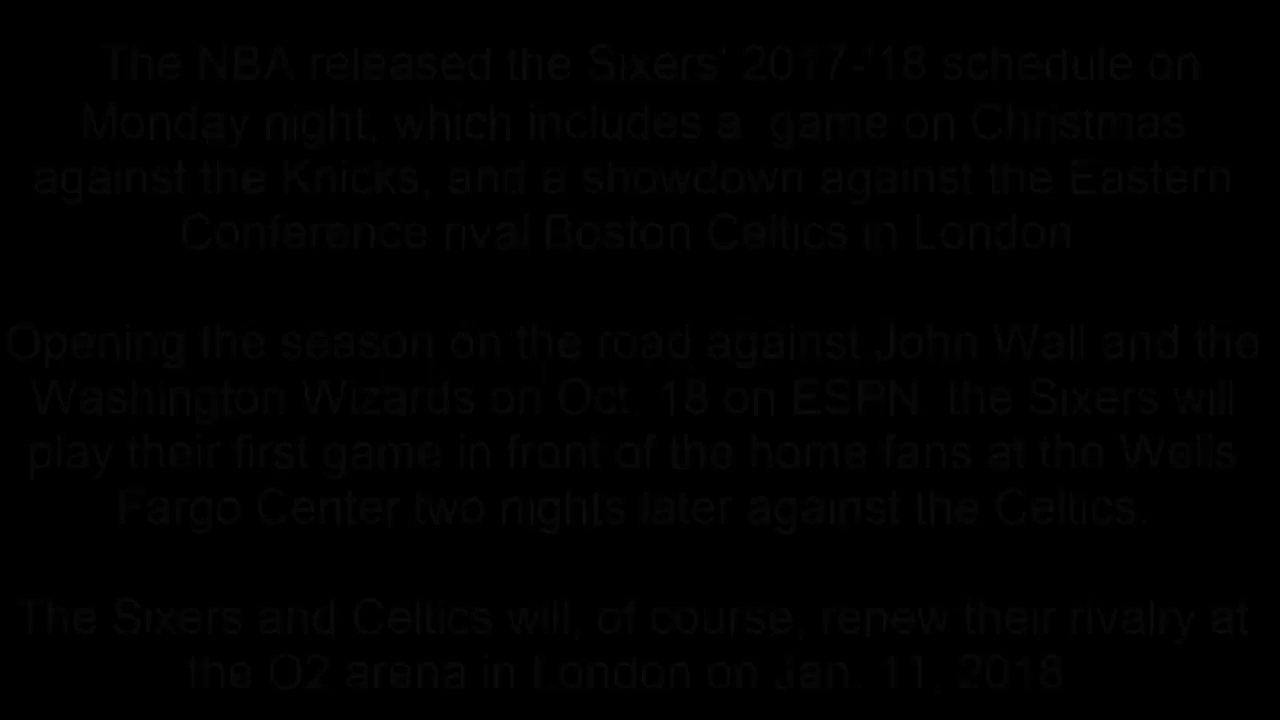 The NBA released the Sixers' 2017-'18 schedule on
Monday night, which includes a game on Christmas
against the Knicks, and a showdown against the Eastern
Conference rival Boston Celtics in London
Opening the season on the road against John Wall and the
Washington Wizards on Oct. 18 on ESPN the Sixers will
play their first game in front of the home fans at the Wells
Fargo Center two nights later against the Celtics.
The Sixers and Celtics will, of course, renew their rivalry at
the O2 arena in London on Jan. 11, 2018